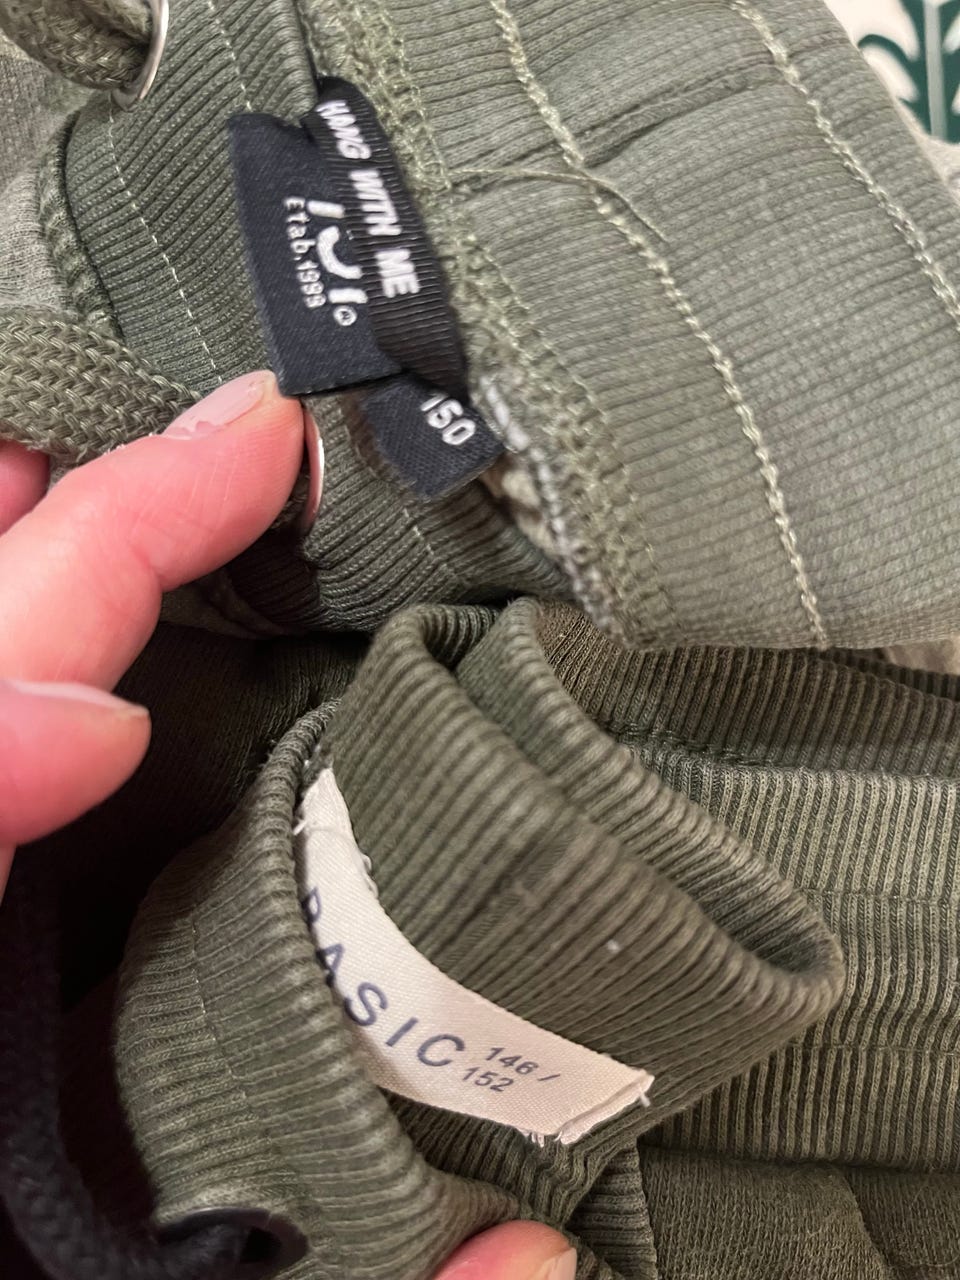 HANG WITH ME
Etab.1999
150
BASIC
146/
152